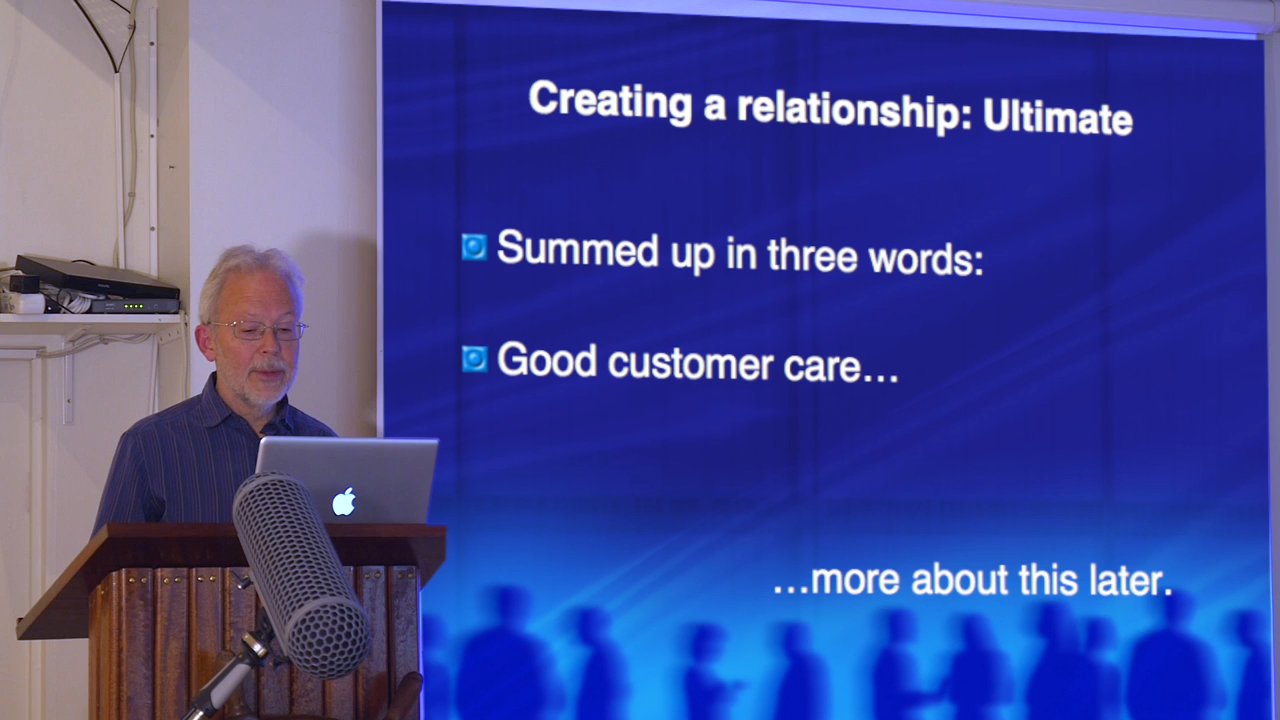 Creating a relationship: Ultimate
Summed up in three words:
Good customer care…
…more about this later.